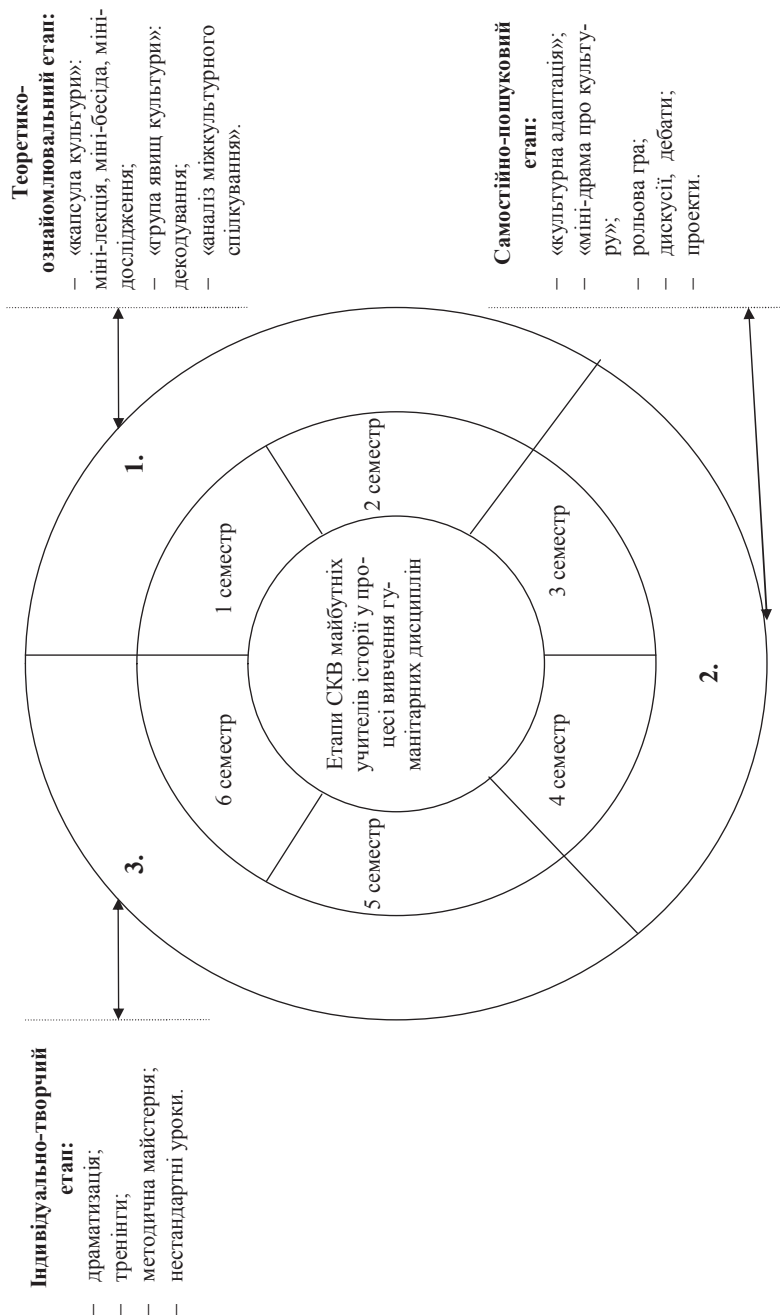 Теоретико-
ознайомлювальний етап:
– «капсула культури»:
міні-лекція, міні-бесіда, міні-
дослідження;
– «група явищ культури»:
декодування;
– «аналіз міжкультурного
спілкування».
Самостійно-пошуковий
етап:
– «культурна адаптація»;
– «міні-драма про культу-
ру»;
– рольова гра;
– дискусії, дебати;
– проекти.
Індивідуально-творчий
етап:
– драматизація;
– тренінги;
– методична майстерня;
– нестандартні уроки.
1.
2.
3.
1 семестр
2 семестр
3 семестр
4 семестр
5 семестр
6 семестр
Етапи СКВ майбутніх
учителів історії у про-
цесі вивчення гу-
манітарних дисциплін